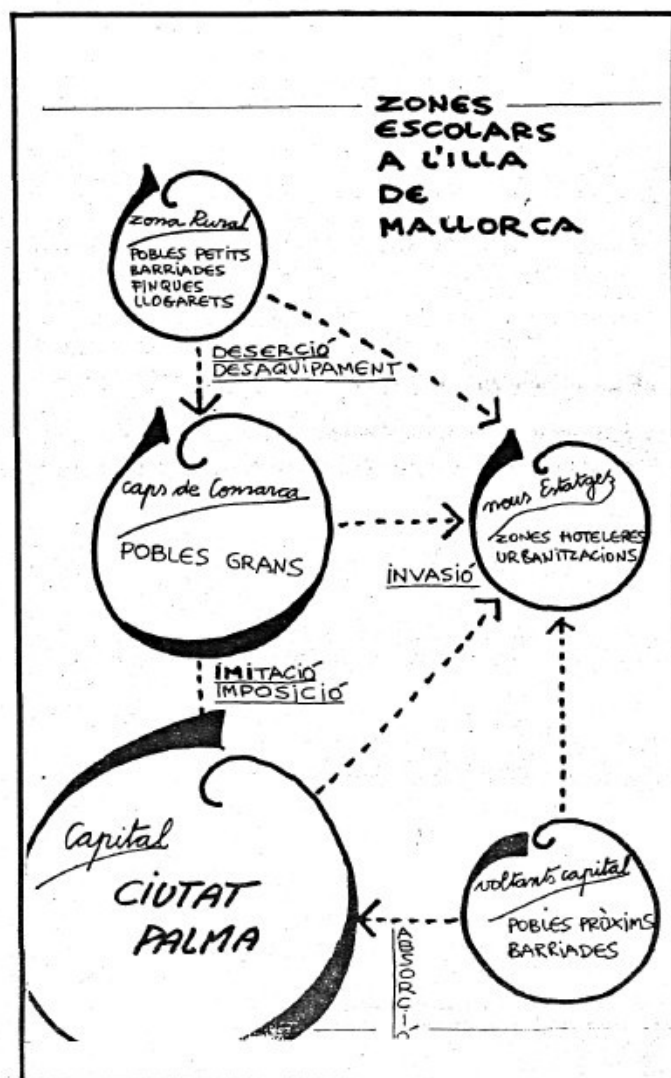 ZONES
ESCOLARS
A L'ILLA
DE
MALLORCA
zona Rural
POBLES PETITS
BARRIADES
FINQUES
LLOGARETS
DESERCIÓ
DESAQUIPAMENT
caps de Comarca
POBLES GRANS
nous Estatges
ZONES HOTELERES
URBANITZACIONS
INVASIÓ
IMITACIÓ
IMPOSICIÓ
Capital
CIUTAT
PALMA
voltants capital
POBLES PRÒXIMS
BARRIADES
ABSORCIÓ